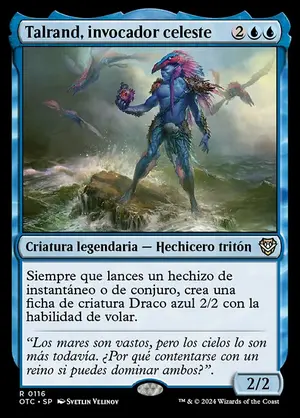 Talrand, invocador celeste 2
Criatura legendaria — Hechicero tritón
Siempre que lances un hechizo de
instantáneo o de conjuro, crea una
ficha de criatura Draco azul 2/2 con la
habilidad de volar.
“Los mares son vastos, pero los cielos lo son
más todavía. ¿Por qué contentarse con un
reino si puedes dominar ambos?”.
2/2
R 0116
OTC • SP Svetlin Velinov
™ & © 2024 Wizards of the Coast